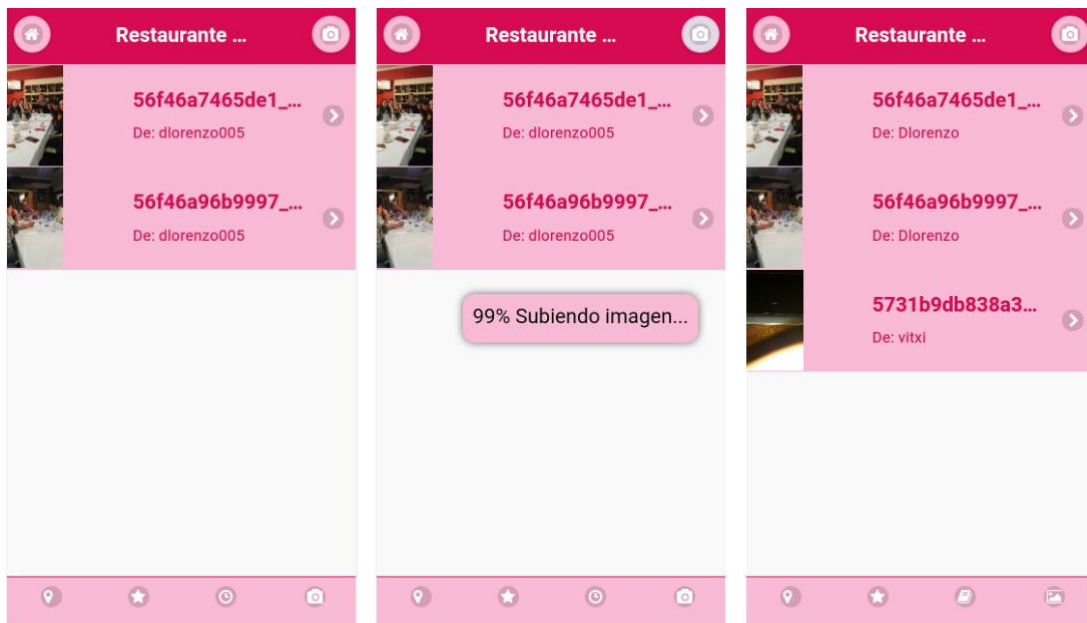 Restaurante ...
56f46a7465de1_...
De: dlorenzo005
56f46a96b9997_...
De: dlorenzo005
Restaurante ...
56f46a7465de1_...
De: dlorenzo005
56f46a96b9997_...
De: dlorenzo005
99% Subiendo imagen...
Restaurante ...
56f46a7465de1_...
De: Dlorenzo
56f46a96b9997_...
De: Dlorenzo
5731b9db838a3...
De: vitxi